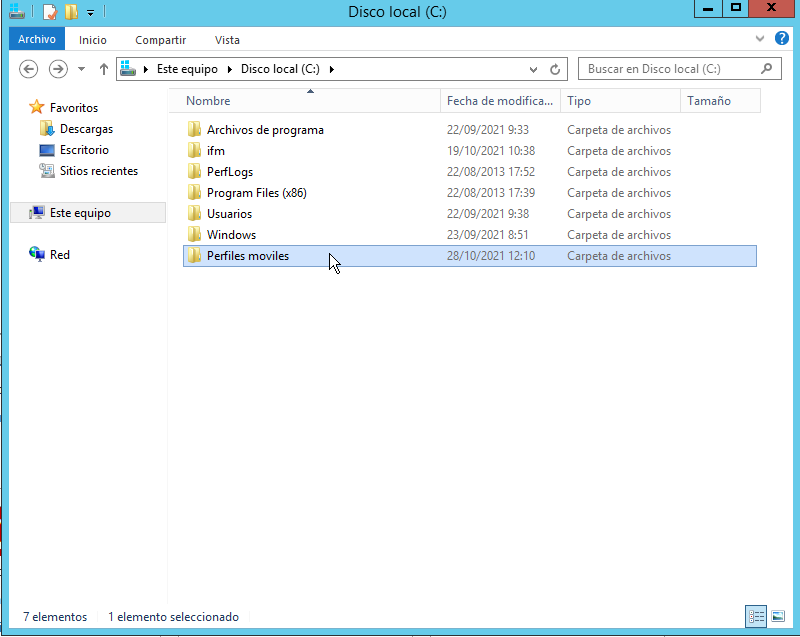 Disco local (C:)
Archivo Inicio Compartir Vista
Este equipo Disco local (C:) Buscar en Disco local (C:)
Nombre Fecha de modifica... Tipo Tamaño
Favoritos
Descargas
Escritorio
Sitios recientes
Este equipo
Red
Archivos de programa 22/09/2021 9:33 Carpeta de archivos
ifm 19/10/2021 10:38 Carpeta de archivos
PerfLogs 22/08/2013 17:52 Carpeta de archivos
Program Files (x86) 22/08/2013 17:39 Carpeta de archivos
Usuarios 22/09/2021 9:38 Carpeta de archivos
Windows 23/09/2021 8:51 Carpeta de archivos
Perfiles moviles 28/10/2021 12:10 Carpeta de archivos
7 elementos 1 elemento seleccionado